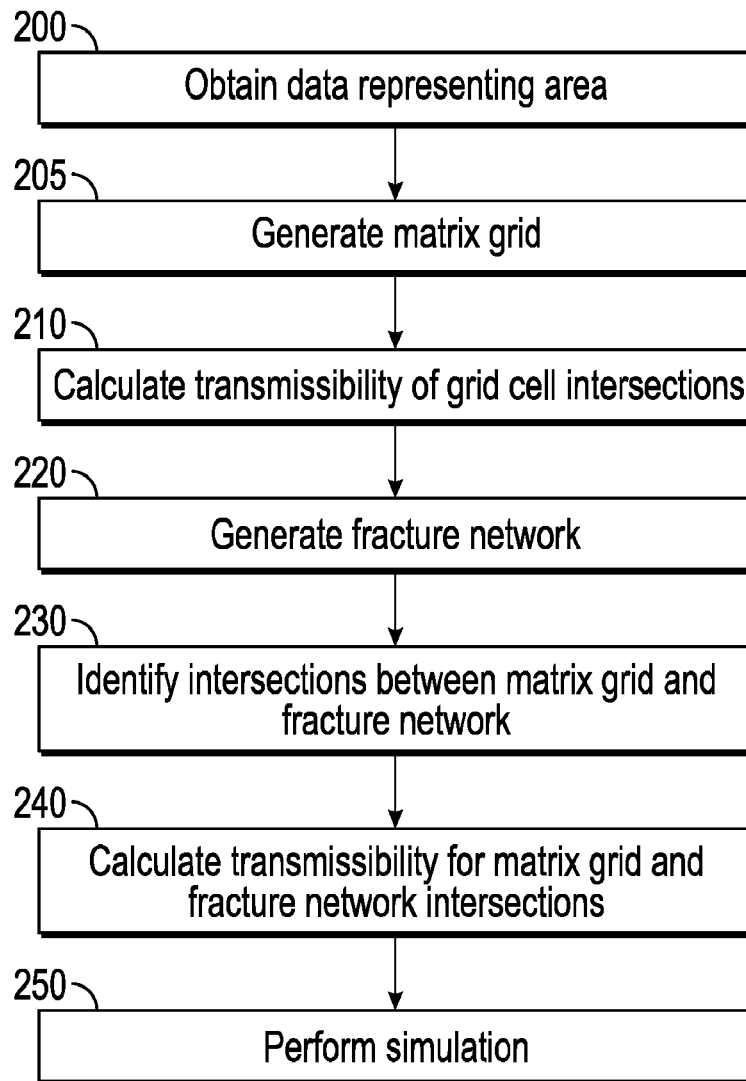 200
Obtain data representing area
205
Generate matrix grid
210
Calculate transmissibility of grid cell intersections
220
Generate fracture network
230
Identify intersections between matrix grid and
fracture network
240
Calculate transmissibility for matrix grid and
fracture network intersections
250
Perform simulation